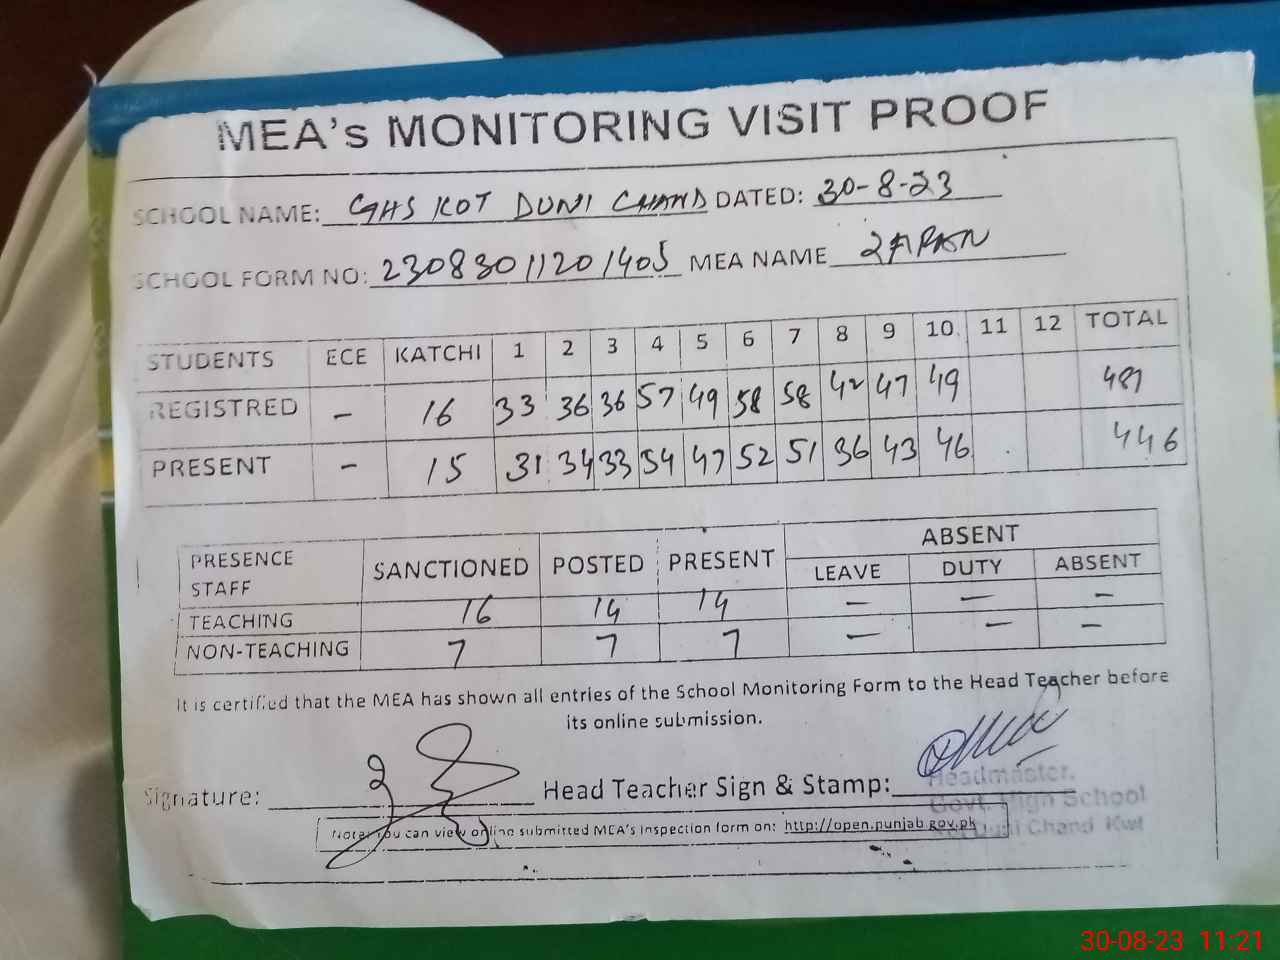 MEA's MONITORING VISIT PROOF
SCHOOL NAME: GHS KOT DUNI CHAND DATED: 30-8-23
SCHOOL FORM NO: 23083011201405 MEA NAME
STUDENTS ECE KATCHI 1 2 3 4 5 6 7 8 9 10 11 12 TOTAL
REGISTRED - 16 33 36 36 57 49 58 58 42 47 49 481
PRESENT - 15 31 34 33 54 47 52 51 36 43 46 446
PRESENCE STAFF SANCTIONED POSTED PRESENT ABSENT
LEAVE DUTY ABSENT
TEACHING 16 14 14 - - -
NON-TEACHING 7 7 7 - - -
It is certified that the MEA has shown all entries of the School Monitoring Form to the Head Teacher before
its online submission.
Signature: Head Teacher Sign & Stamp:
Headmaster.
Govt. High School
Kot Duni Chand Kwt
Note: You can view online submitted MEA's Inspection form on: http://open.punjab.gov.pk
30-08-23 11:21